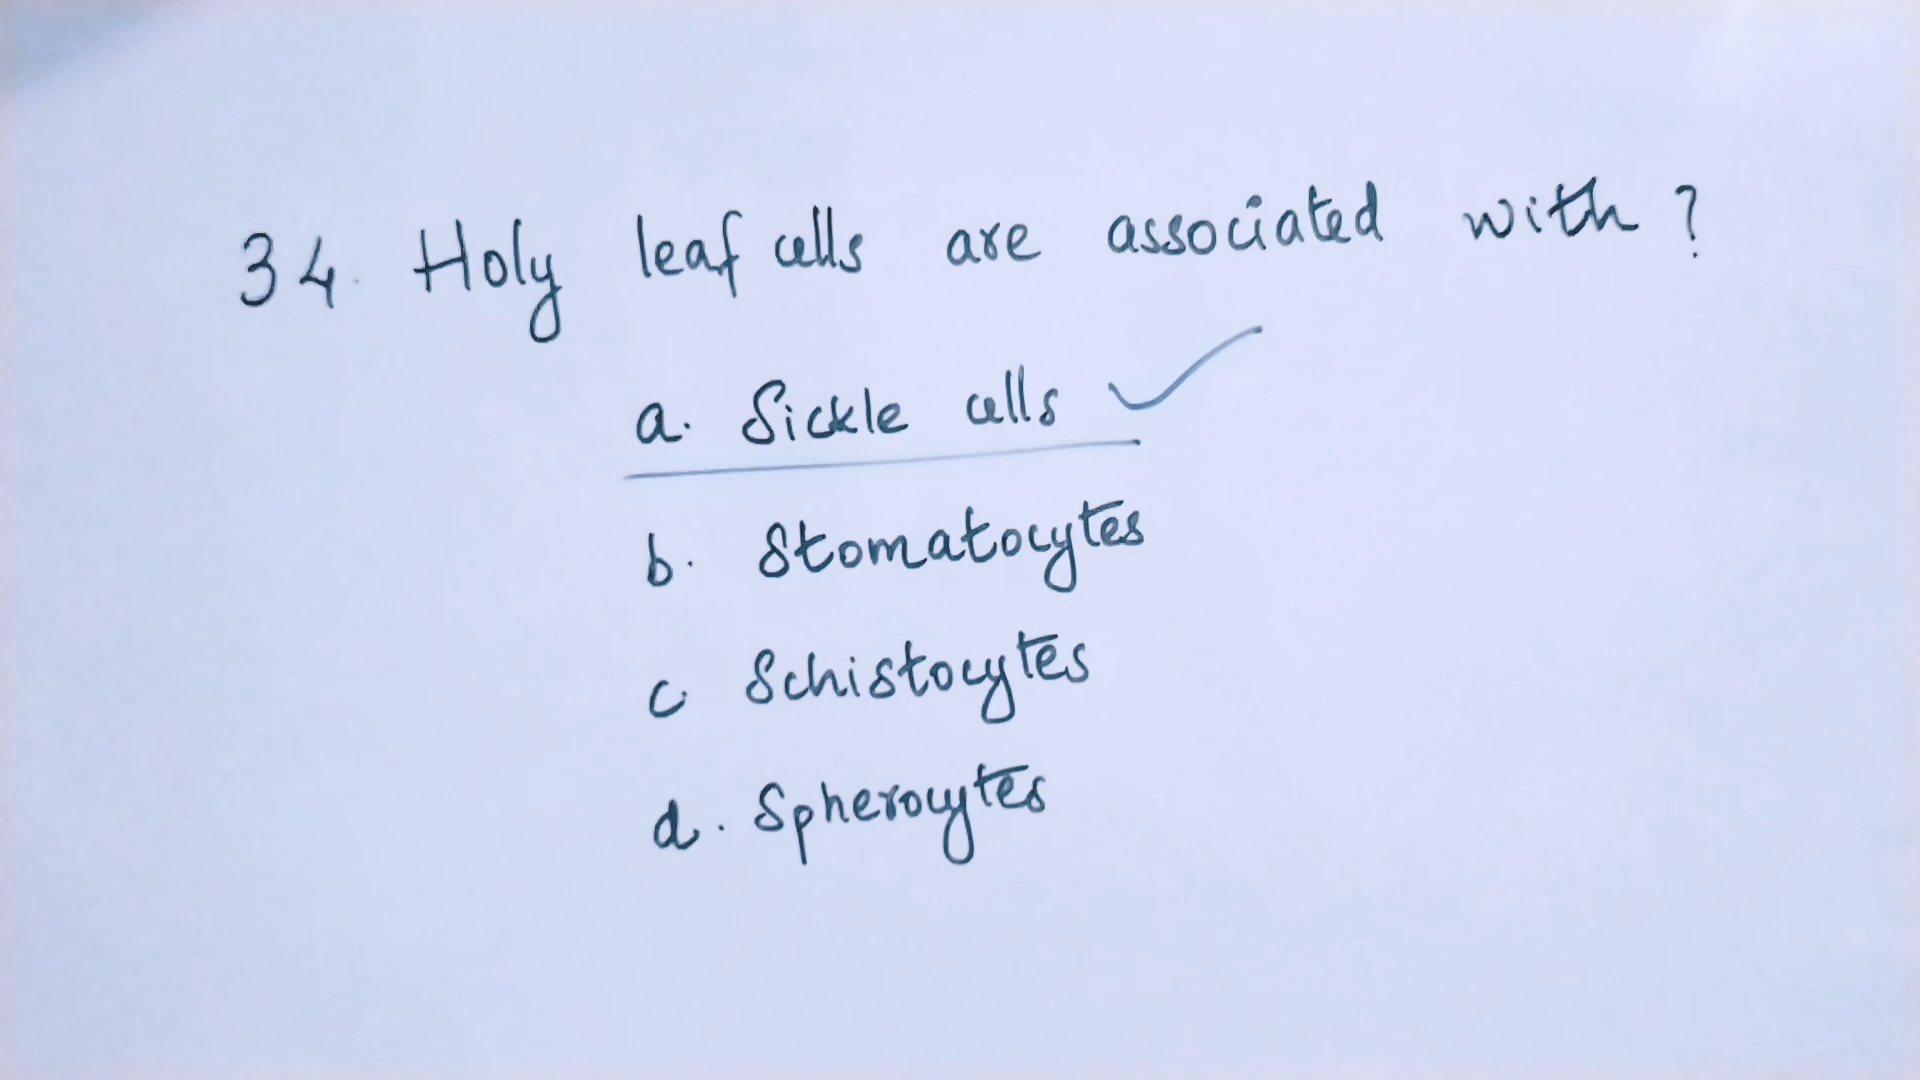 34. Holy leaf cells are associated with?
a. Sickle cells ✓
b. Stomatocytes
c Schistocytes
d. Spherocytes